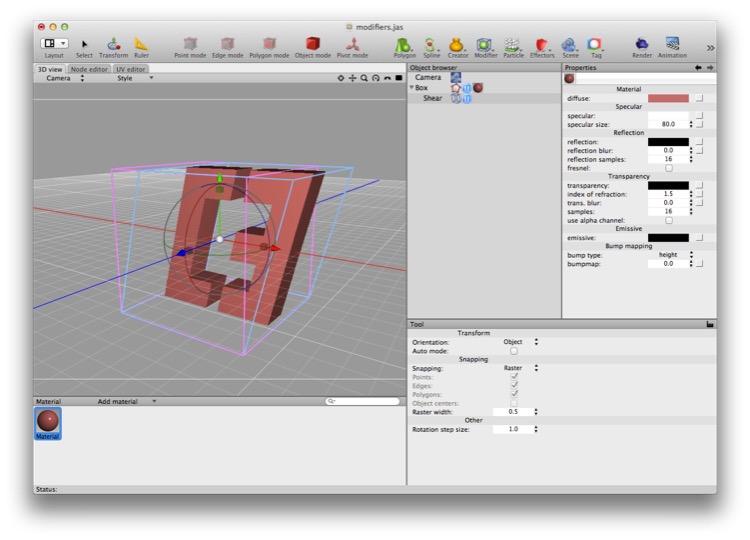 modifiers.jas
Layout Select Transform Ruler Point mode Edge mode Polygon mode Object mode Pivot mode Polygon Spline Creator Modifier Particle Effectors Scene Tag Render Animation
3D view Node editor UV editor
Camera Style
Object browser
Camera
Box
Shear
Properties
Material
diffuse:
Specular
specular:
specular size: 80.0
Reflection
reflection:
reflection blur: 0.0
reflection samples: 16
fresnel:
Transparency
transparency:
index of refraction: 1.5
trans. blur: 0.0
samples: 16
use alpha channel:
Emissive
emissive:
Bump mapping
bump type: height
bumpmap: 0.0
Tool
Transform
Orientation: Object
Auto mode:
Snapping
Snapping: Raster
Points:
Edges:
Polygons:
Object centers:
Raster width: 0.5
Other
Rotation step size: 1.0
Material Add material
Material
Status: